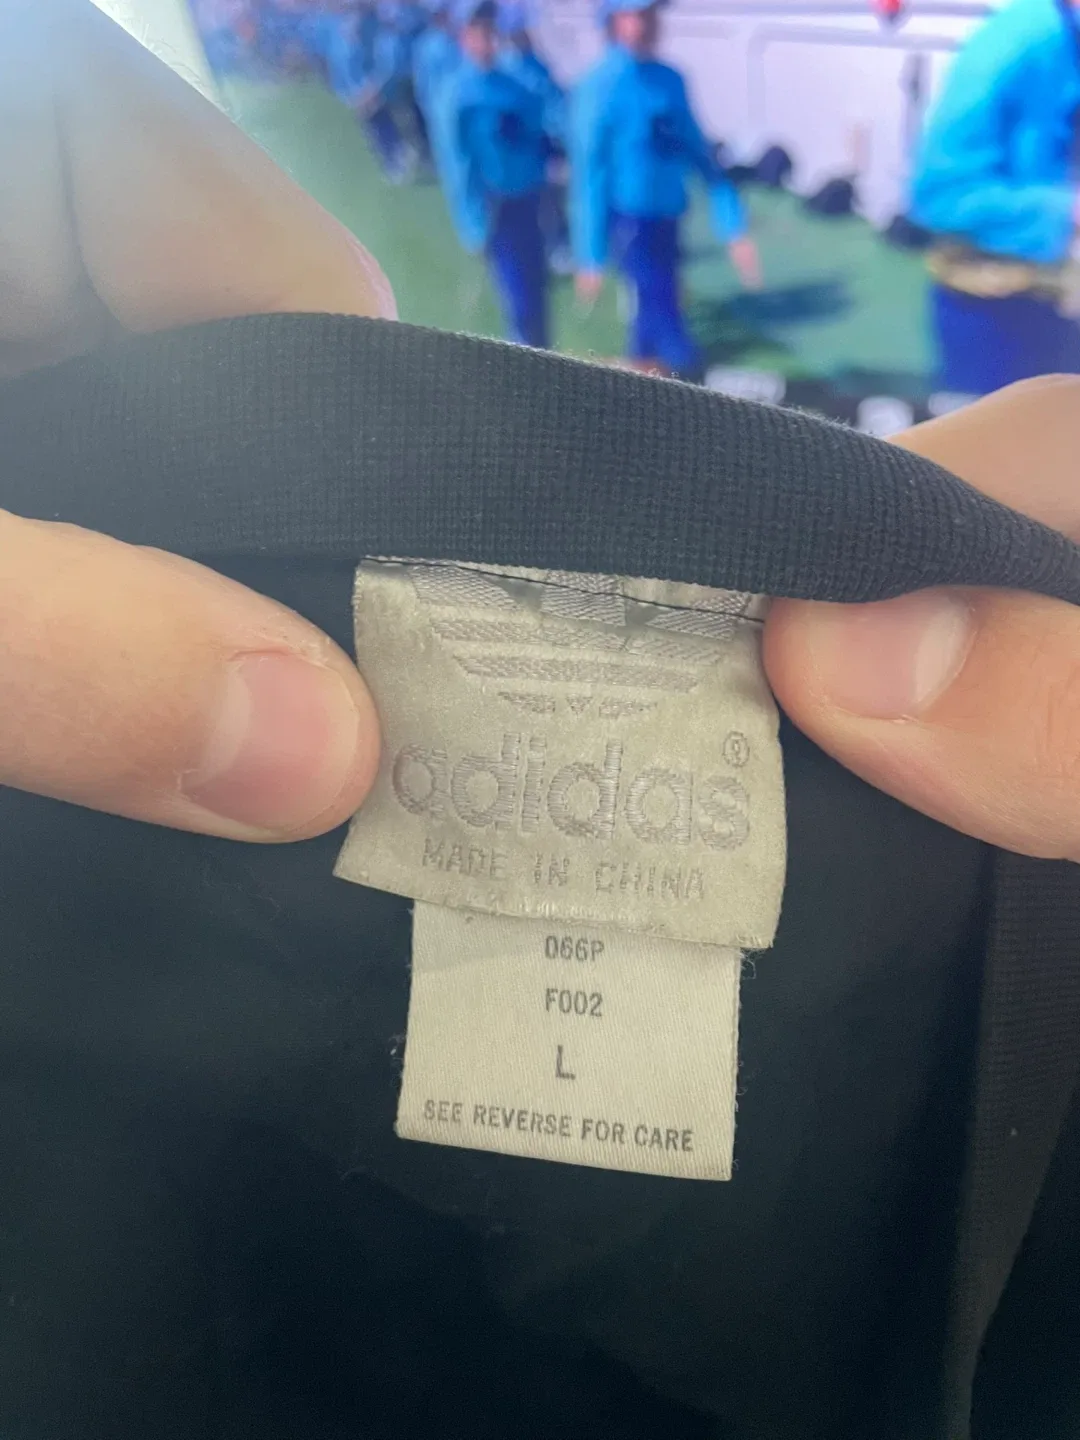 adidas®
MADE IN CHINA
066P
F002
L
SEE REVERSE FOR CARE